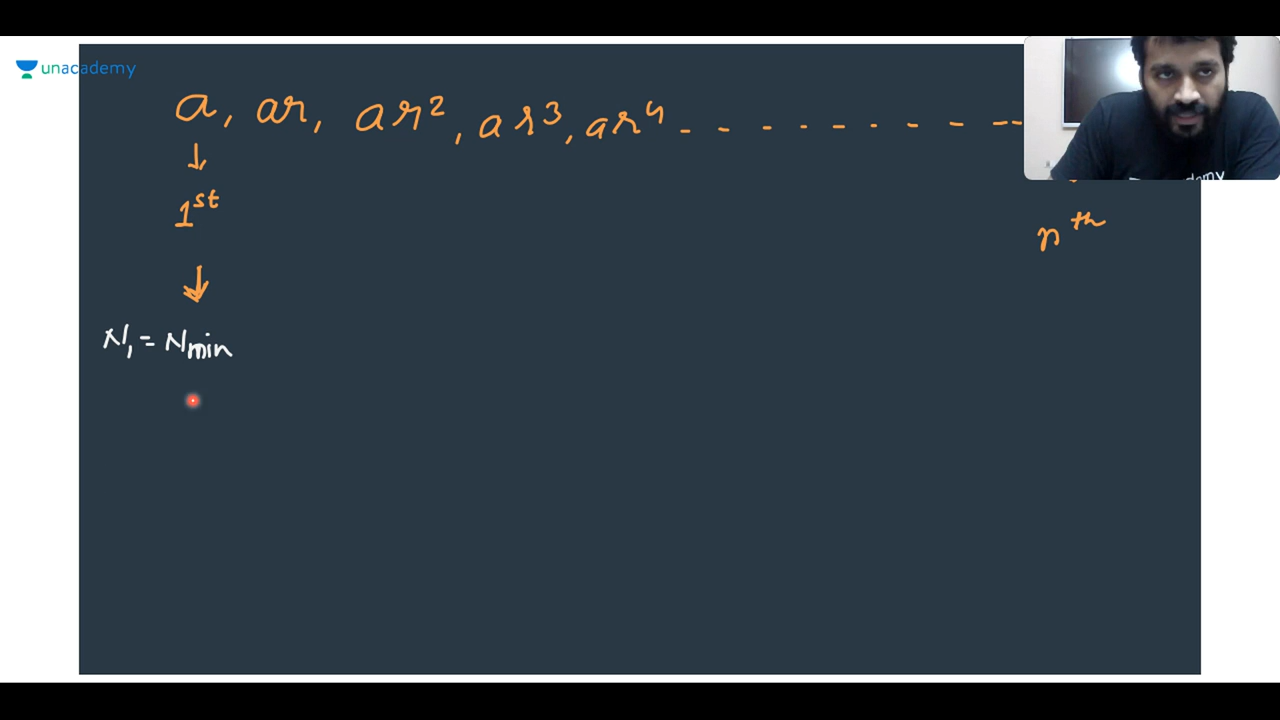 unacademy
a, ar, ar², ar³, ar⁴ - - - - - - - - - --
↓
1st
nth
↓
N₁ = Nmin